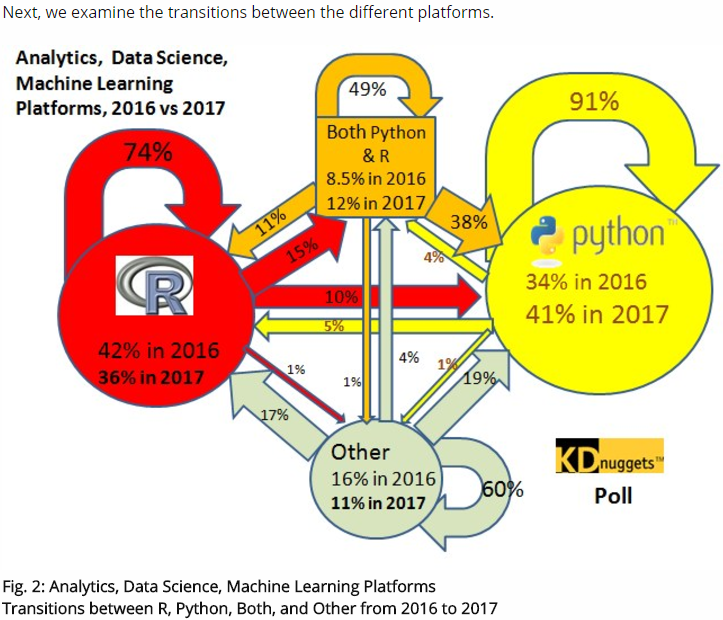 Next, we examine the transitions between the different platforms.
Analytics, Data Science,
Machine Learning
Platforms, 2016 vs 2017
49%
91%
74%
Both Python
& R
8.5% in 2016
12% in 2017
11%
15%
38%
4%
python™
34% in 2016
41% in 2017
R
42% in 2016
36% in 2017
10%
5%
1%
1%
4%
1%
19%
17%
Other
16% in 2016
11% in 2017
60%
KDnuggets™
Poll
Fig. 2: Analytics, Data Science, Machine Learning Platforms
Transitions between R, Python, Both, and Other from 2016 to 2017